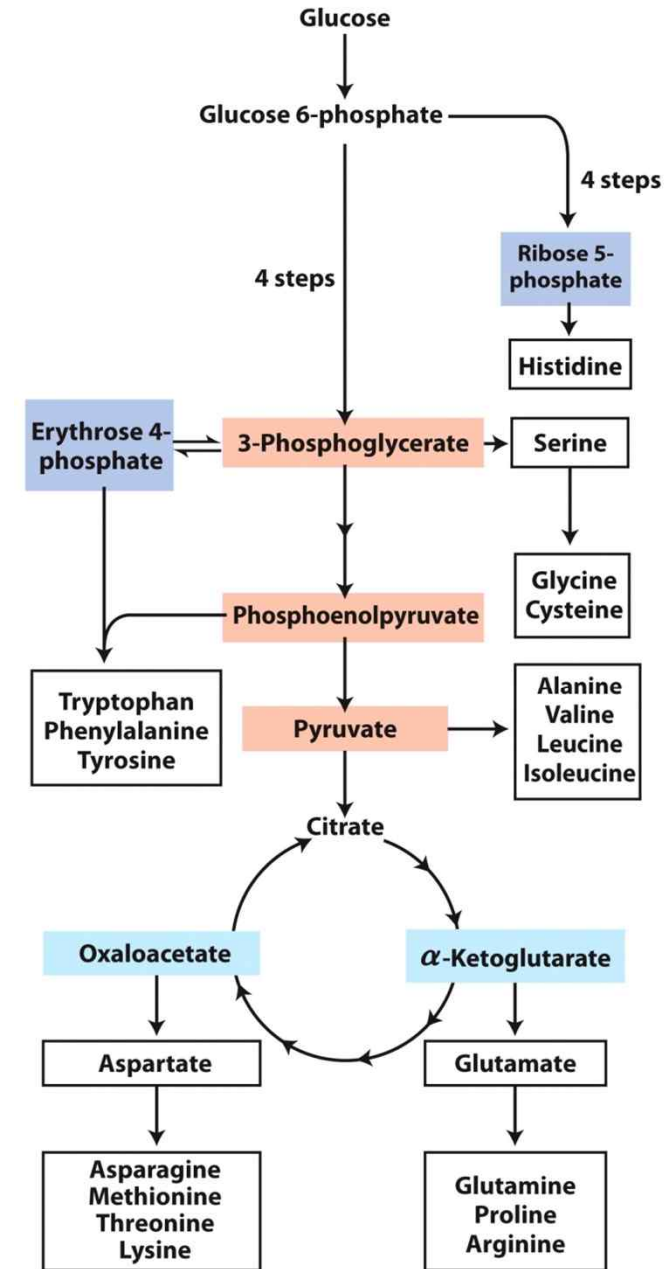 Glucose
Glucose 6-phosphate
4 steps
4 steps
Ribose 5-
phosphate
Histidine
Erythrose 4-
phosphate
3-Phosphoglycerate
Serine
Glycine
Cysteine
Phosphoenolpyruvate
Tryptophan
Phenylalanine
Tyrosine
Pyruvate
Alanine
Valine
Leucine
Isoleucine
Citrate
Oxaloacetate
α-Ketoglutarate
Aspartate
Glutamate
Asparagine
Methionine
Threonine
Lysine
Glutamine
Proline
Arginine